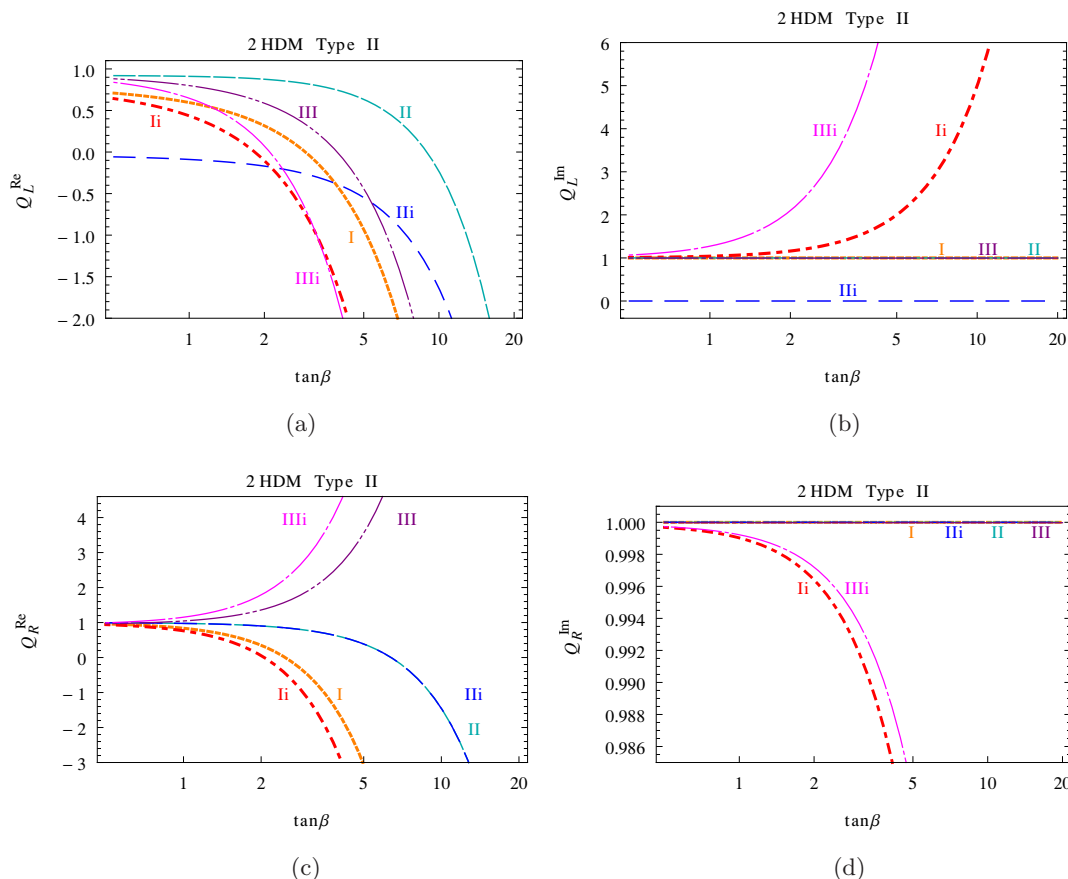 2 HDM Type II
1.0
0.5
0.0
−0.5
−1.0
−1.5
−2.0
Q_L^Re
Ii
III
II
IIi
I
IIIi
1 2 5 10 20
tanβ
(a)
2 HDM Type II
6
5
4
3
2
1
0
Q_L^Im
IIIi
Ii
I III II
IIi
1 2 5 10 20
tanβ
(b)
2 HDM Type II
4
3
2
1
0
−1
−2
−3
Q_R^Re
IIIi III
Ii I IIi
II
1 2 5 10 20
tanβ
(c)
2 HDM Type II
1.000
0.998
0.996
0.994
0.992
0.990
0.988
0.986
Q_R^Im
I IIi II III
Ii IIIi
1 2 5 10 20
tanβ
(d)